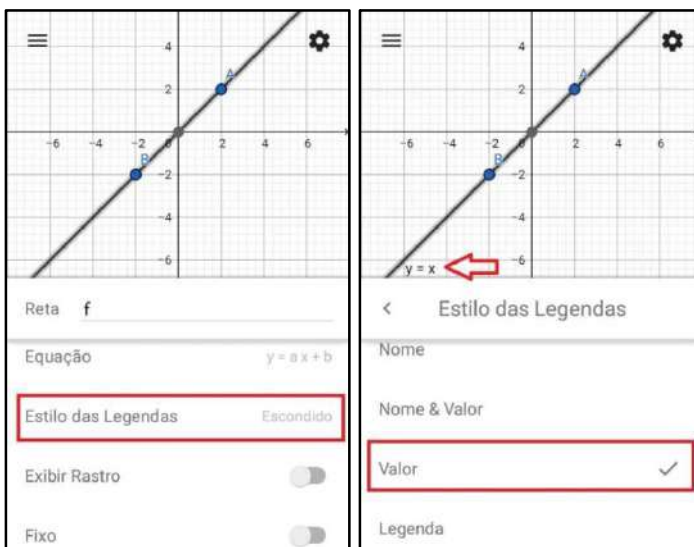 4
A
2
-6 -4 -2 0 2 4 6
B
-2
-4
-6
Reta f
Equação y = a x + b
Estilo das Legendas Escondido
Exibir Rastro
Fixo
4
A
2
-6 -4 -2 0 2 4 6
B
-2
-4
-6
y = x
< Estilo das Legendas
Nome
Nome & Valor
Valor
Legenda